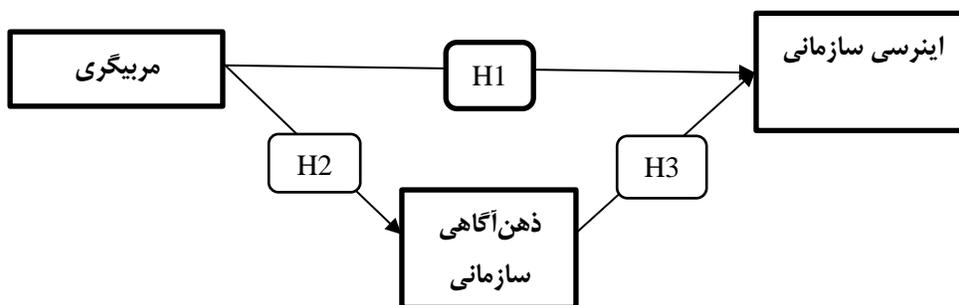 اینرسی سازمانی
مربیگری
H1
H2
H3
ذهن‌آگاهی
سازمانی